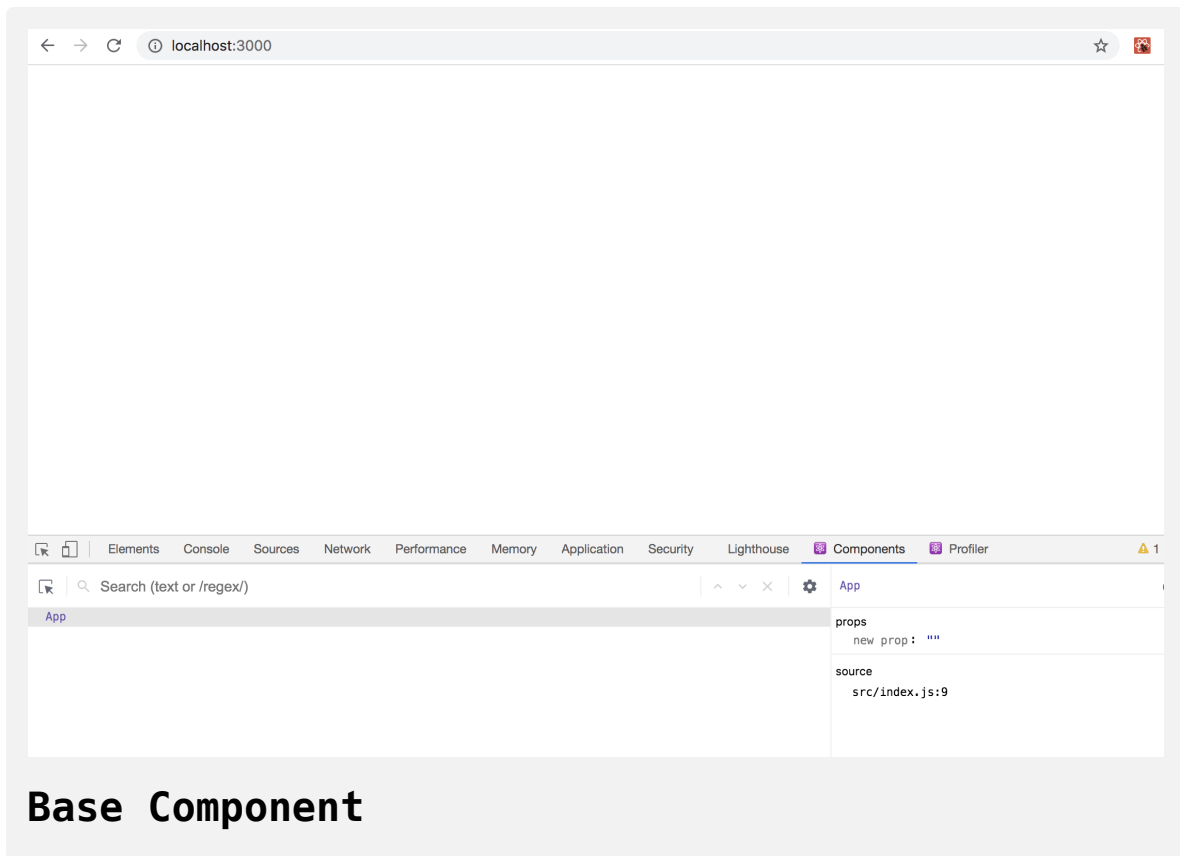 localhost:3000
Elements Console Sources Network Performance Memory Application Security Lighthouse Components Profiler 1
Search (text or /regex/) App
App
props
new prop: ""
source
src/index.js:9
Base Component